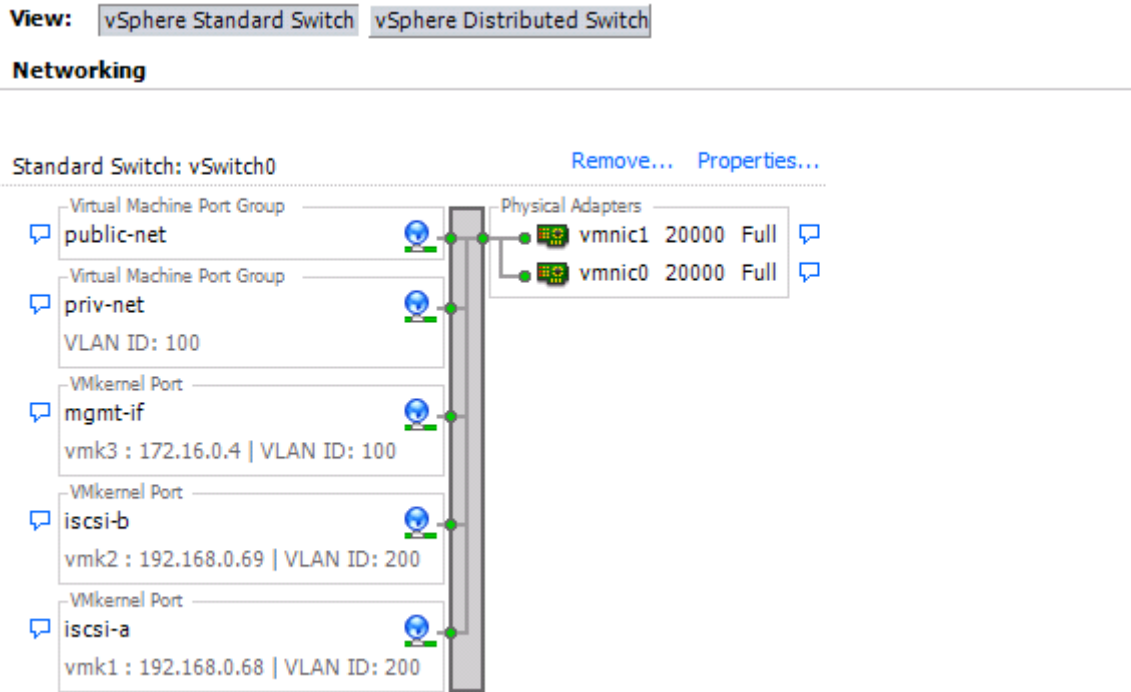 View: vSphere Standard Switch vSphere Distributed Switch
Networking
Standard Switch: vSwitch0 Remove... Properties...
Virtual Machine Port Group
public-net
Physical Adapters
vmnic1 20000 Full
vmnic0 20000 Full
Virtual Machine Port Group
priv-net
VLAN ID: 100
VMkernel Port
mgmt-if
vmk3 : 172.16.0.4 | VLAN ID: 100
VMkernel Port
iscsi-b
vmk2 : 192.168.0.69 | VLAN ID: 200
VMkernel Port
iscsi-a
vmk1 : 192.168.0.68 | VLAN ID: 200